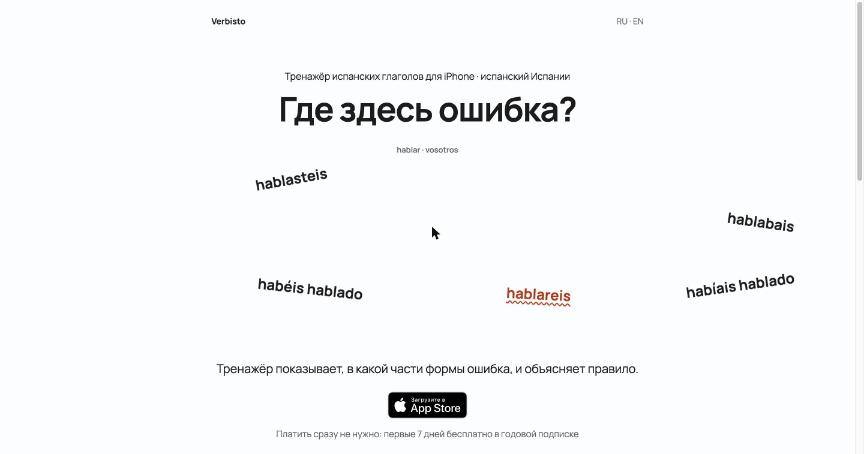 Verbisto
RU · EN
Тренажёр испанских глаголов для iPhone · испанский Испании
Где здесь ошибка?
hablar · vosotros
hablasteis
hablabais
habéis hablado
hablareis
habíais hablado
Тренажёр показывает, в какой части формы ошибка, и объясняет правило.
Загрузите в
App Store
Платить сразу не нужно: первые 7 дней бесплатно в годовой подписке